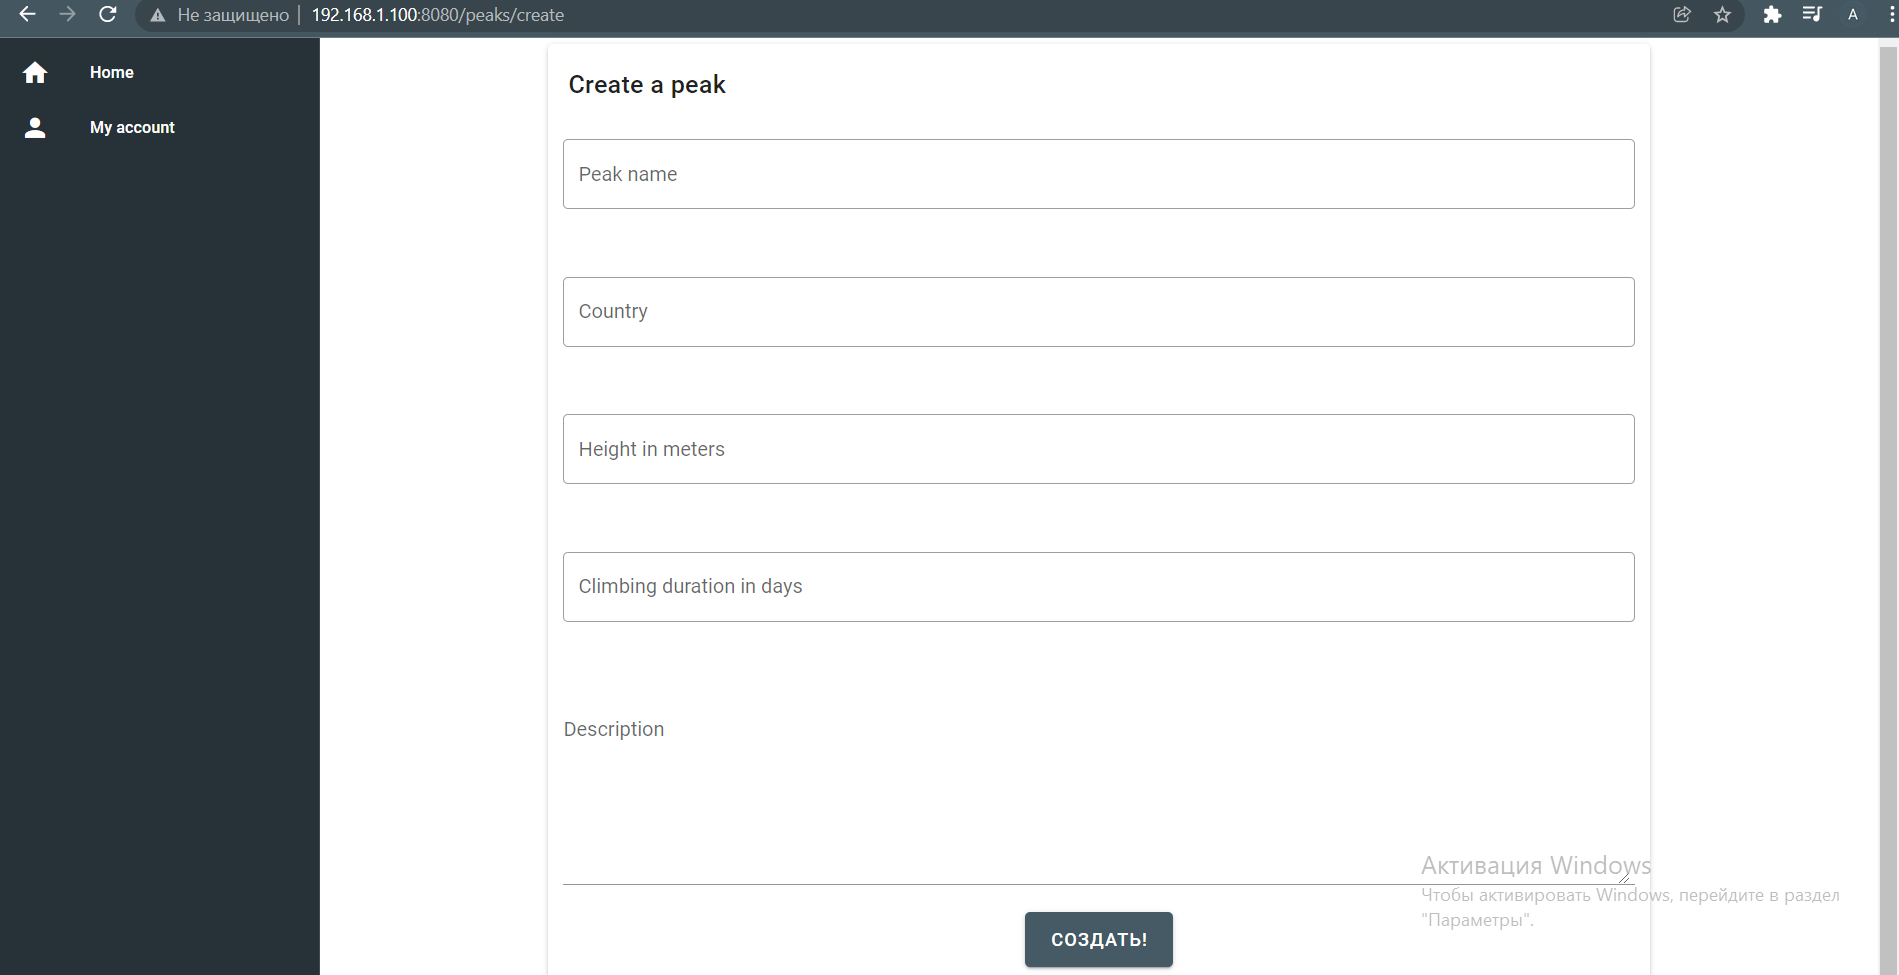 Не защищено
192.168.1.100:8080/peaks/create
A
Home
My account
Create a peak
Peak name
Country
Height in meters
Climbing duration in days
Description
СОЗДАТЬ!
Активация Windows
Чтобы активировать Windows, перейдите в раздел
"Параметры".